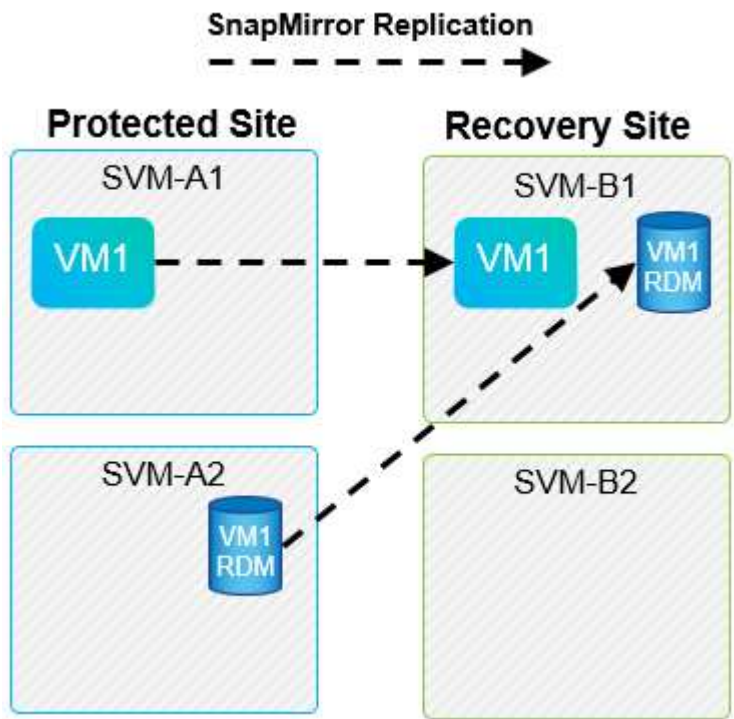 SnapMirror Replication
Protected Site
Recovery Site
SVM-A1
VM1
SVM-B1
VM1
VM1
RDM
SVM-A2
VM1
RDM
SVM-B2